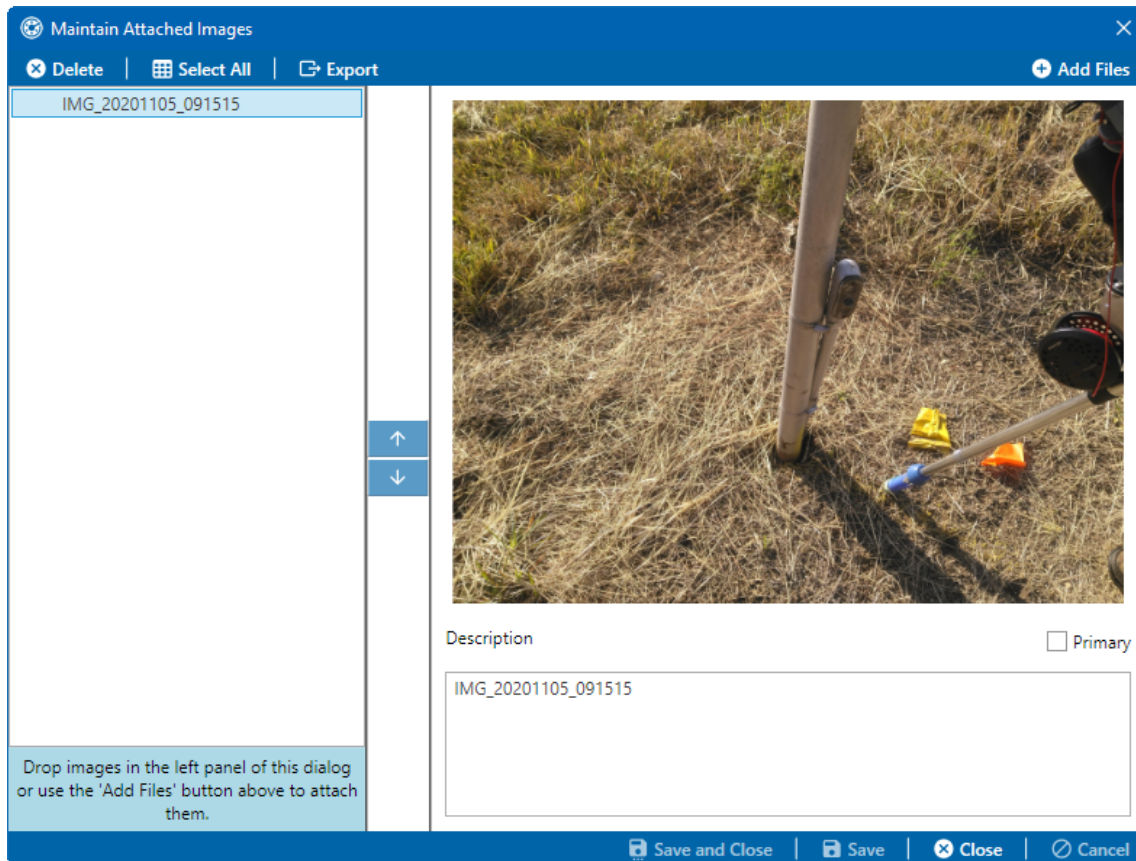 Maintain Attached Images
Delete
Select All
Export
Add Files
IMG_20201105_091515
Description
Primary
IMG_20201105_091515
Drop images in the left panel of this dialog
or use the 'Add Files' button above to attach
them.
Save and Close
Save
Close
Cancel